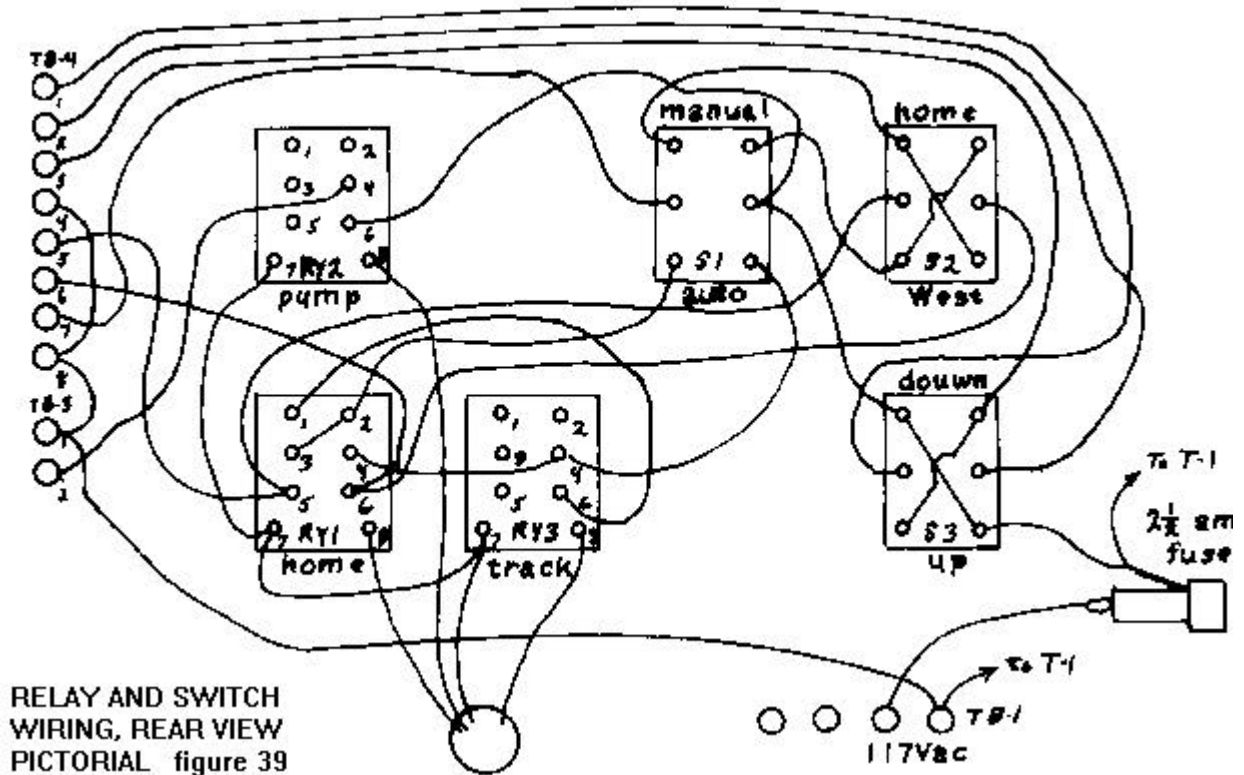 TB-4
1
2
3
4
5
6
7
8
TB-3
1
2
1 2
3 4
5 6
7 RY2 8
pump
manual
S1
auto
home
S2
West
1 2
3 4
5 6
7 RY1 8
home
1 2
3 4
5 6
7 RY3 8
track
douwn
S3
up
To T-1
2½ am
fuse
to T-1
TB-1
117Vac
RELAY AND SWITCH
WIRING, REAR VIEW
PICTORIAL figure 39